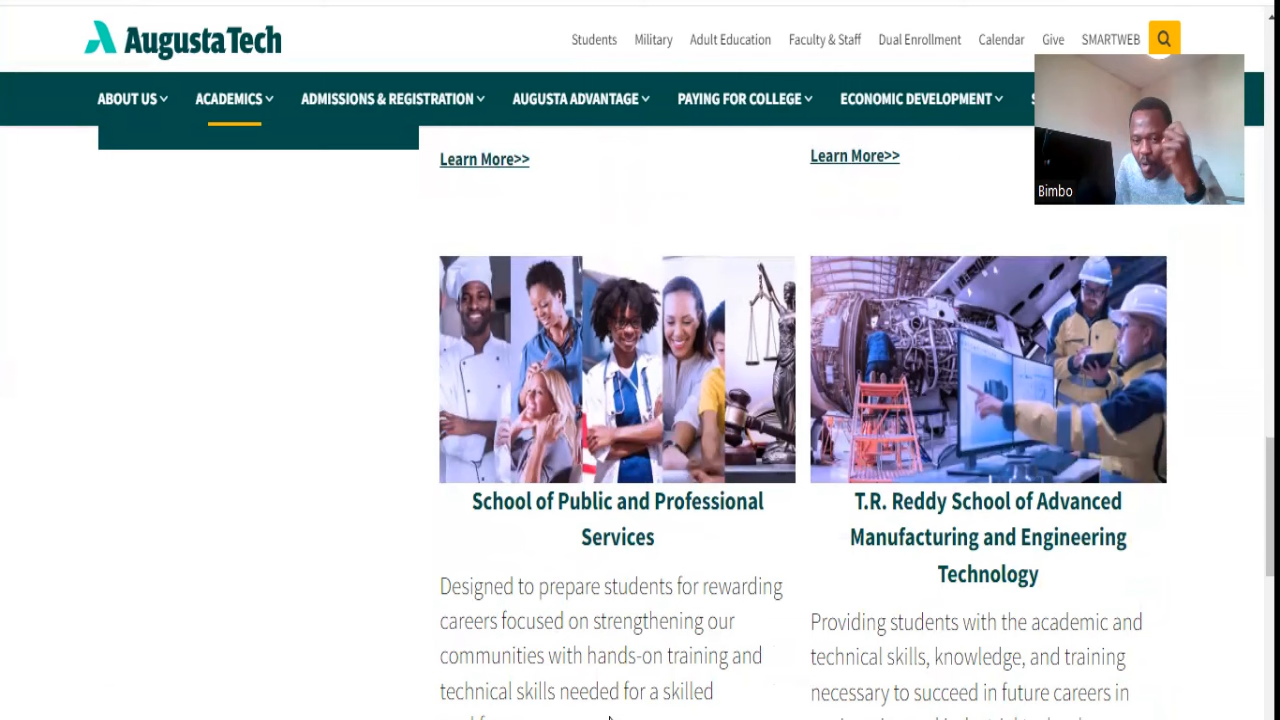 AugustaTech
Students Military Adult Education Faculty & Staff Dual Enrollment Calendar Give SMARTWEB
ABOUT US ACADEMICS ADMISSIONS & REGISTRATION AUGUSTA ADVANTAGE PAYING FOR COLLEGE ECONOMIC DEVELOPMENT
Bimbo
Learn More>>
Learn More>>
School of Public and Professional
Services
Designed to prepare students for rewarding
careers focused on strengthening our
communities with hands-on training and
technical skills needed for a skilled
T.R. Reddy School of Advanced
Manufacturing and Engineering
Technology
Providing students with the academic and
technical skills, knowledge, and training
necessary to succeed in future careers in